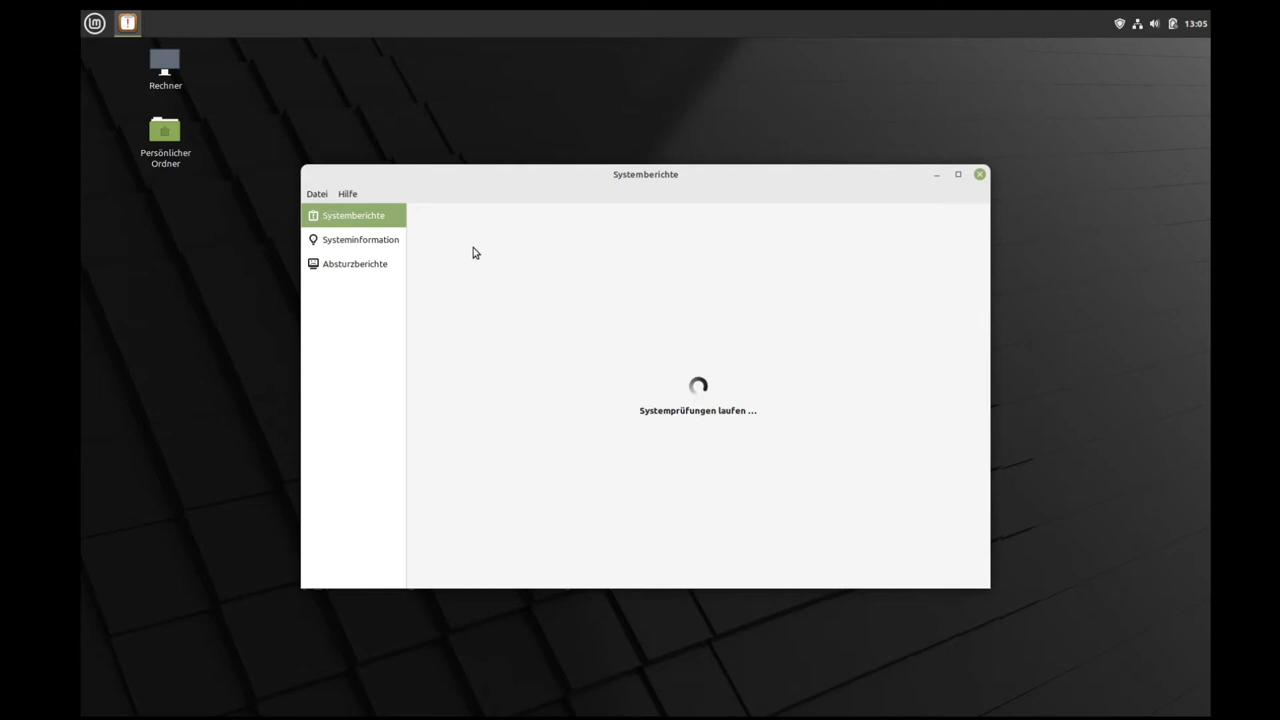 13:05
Rechner
Persönlicher
Ordner
Systemberichte
Datei Hilfe
Systemberichte
Systeminformation
Absturzberichte
Systemprüfungen laufen ...